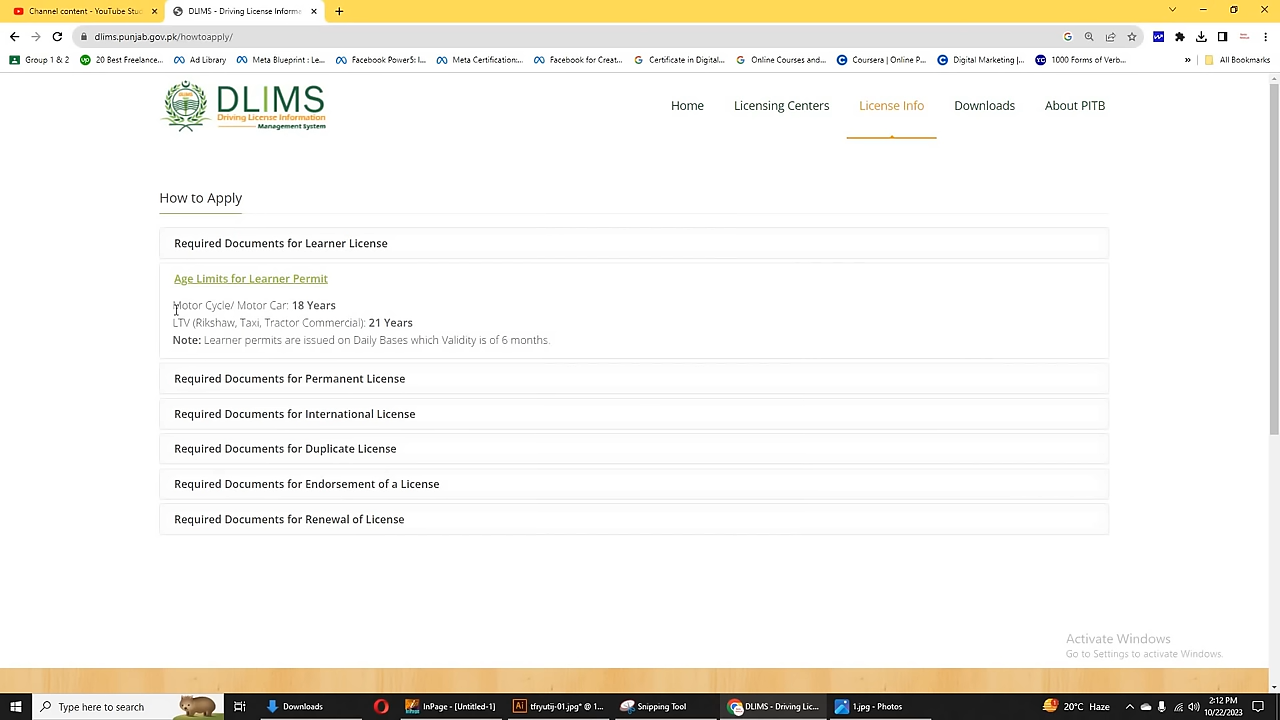 Channel content - YouTube Stu
DLIMS - Driving License Inform
dlims.punjab.gov.pk/howtoapply/
Group 1 & 2
20 Best Freelance...
Ad Library
Meta Blueprint : Le...
Facebook Power5: I...
Meta Certification:...
Facebook for Creat...
Certificate in Digital...
Online Courses and...
Coursera | Online P...
Digital Marketing |...
1000 Forms of Verb...
»
All Bookmarks
DLIMS
Driving License Information
Management System
Home
Licensing Centers
License Info
Downloads
About PITB
How to Apply
Required Documents for Learner License
Age Limits for Learner Permit
Motor Cycle/ Motor Car: 18 Years
LTV (Rikshaw, Taxi, Tractor Commercial): 21 Years
Note: Learner permits are issued on Daily Bases which Validity is of 6 months.
Required Documents for Permanent License
Required Documents for International License
Required Documents for Duplicate License
Required Documents for Endorsement of a License
Required Documents for Renewal of License
Activate Windows
Go to Settings to activate Windows.
Type here to search
Downloads
InPage - [Untitled-1]
tfryutij-01.jpg* @ 1...
Snipping Tool
DLIMS - Driving Lic...
1.jpg - Photos
20°C Haze
2:12 PM
10/22/2023